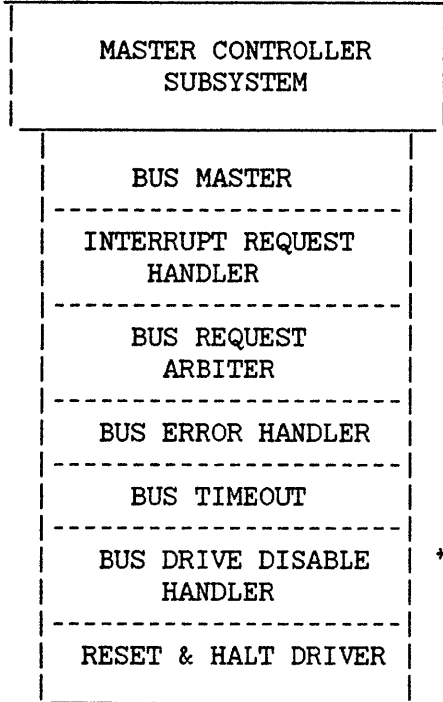 MASTER CONTROLLER
SUBSYSTEM
BUS MASTER
INTERRUPT REQUEST
HANDLER
BUS REQUEST
ARBITER
BUS ERROR HANDLER
BUS TIMEOUT
BUS DRIVE DISABLE
HANDLER
*
RESET & HALT DRIVER